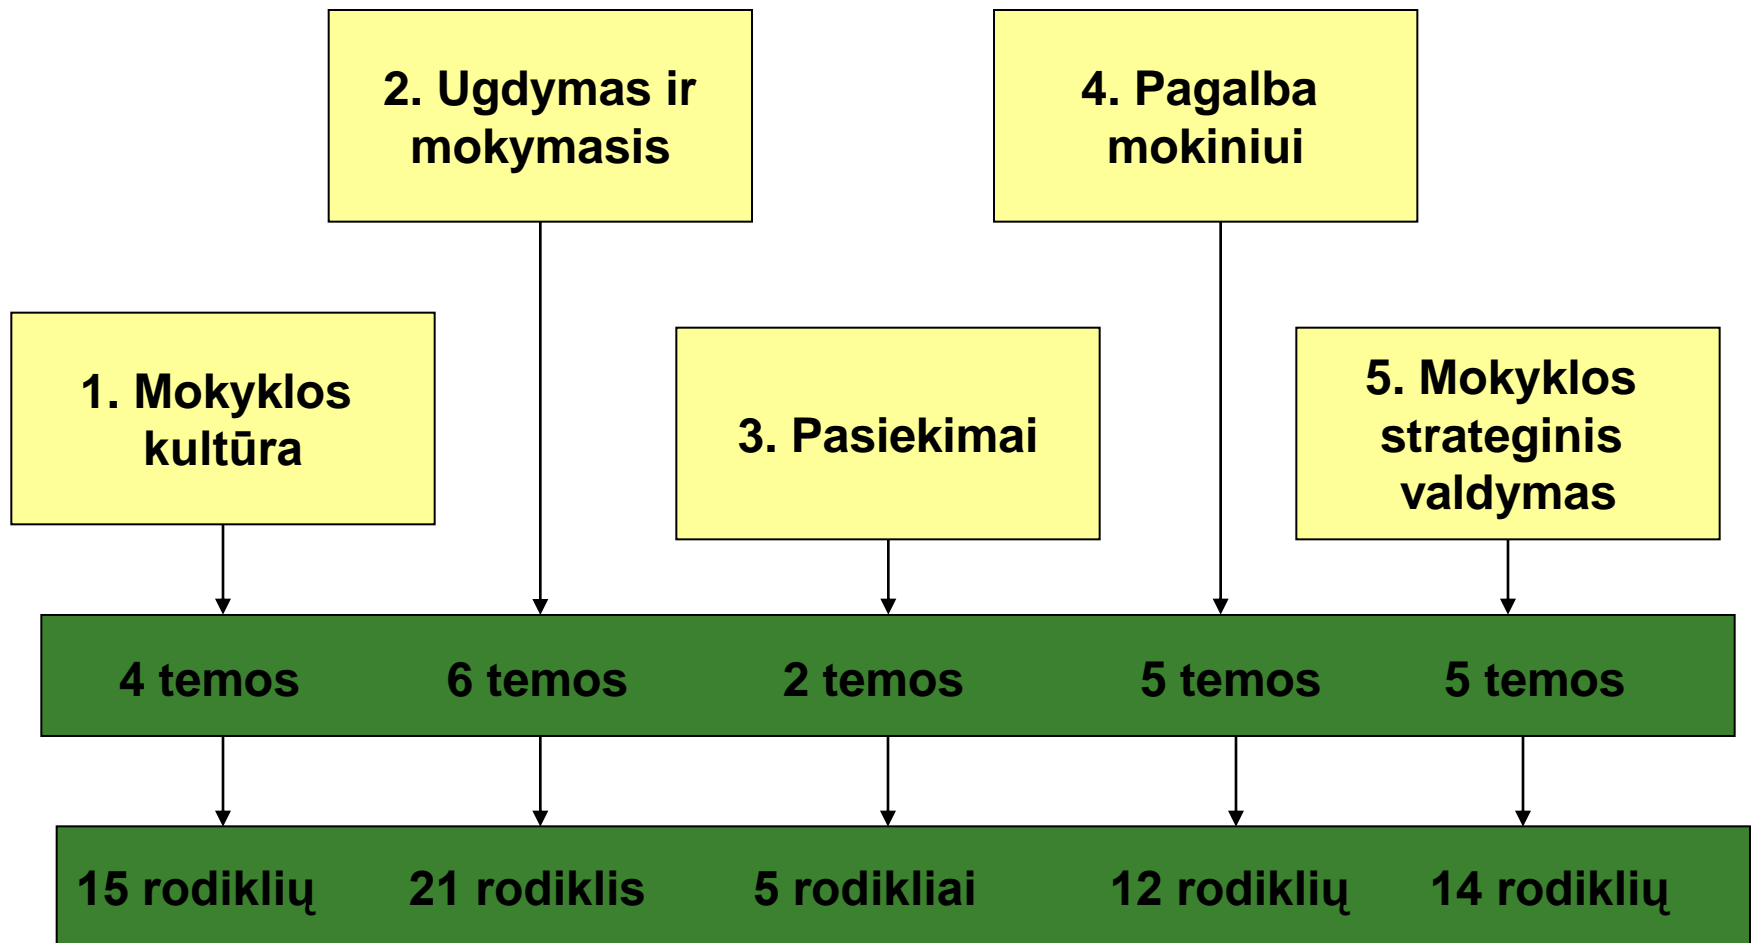 2. Ugdymas ir
mokymasis
4. Pagalba
mokiniui
1. Mokyklos
kultūra
3. Pasiekimai
5. Mokyklos
strateginis
valdymas
4 temos 6 temos 2 temos 5 temos 5 temos
15 rodiklių 21 rodiklis 5 rodikliai 12 rodiklių 14 rodiklių